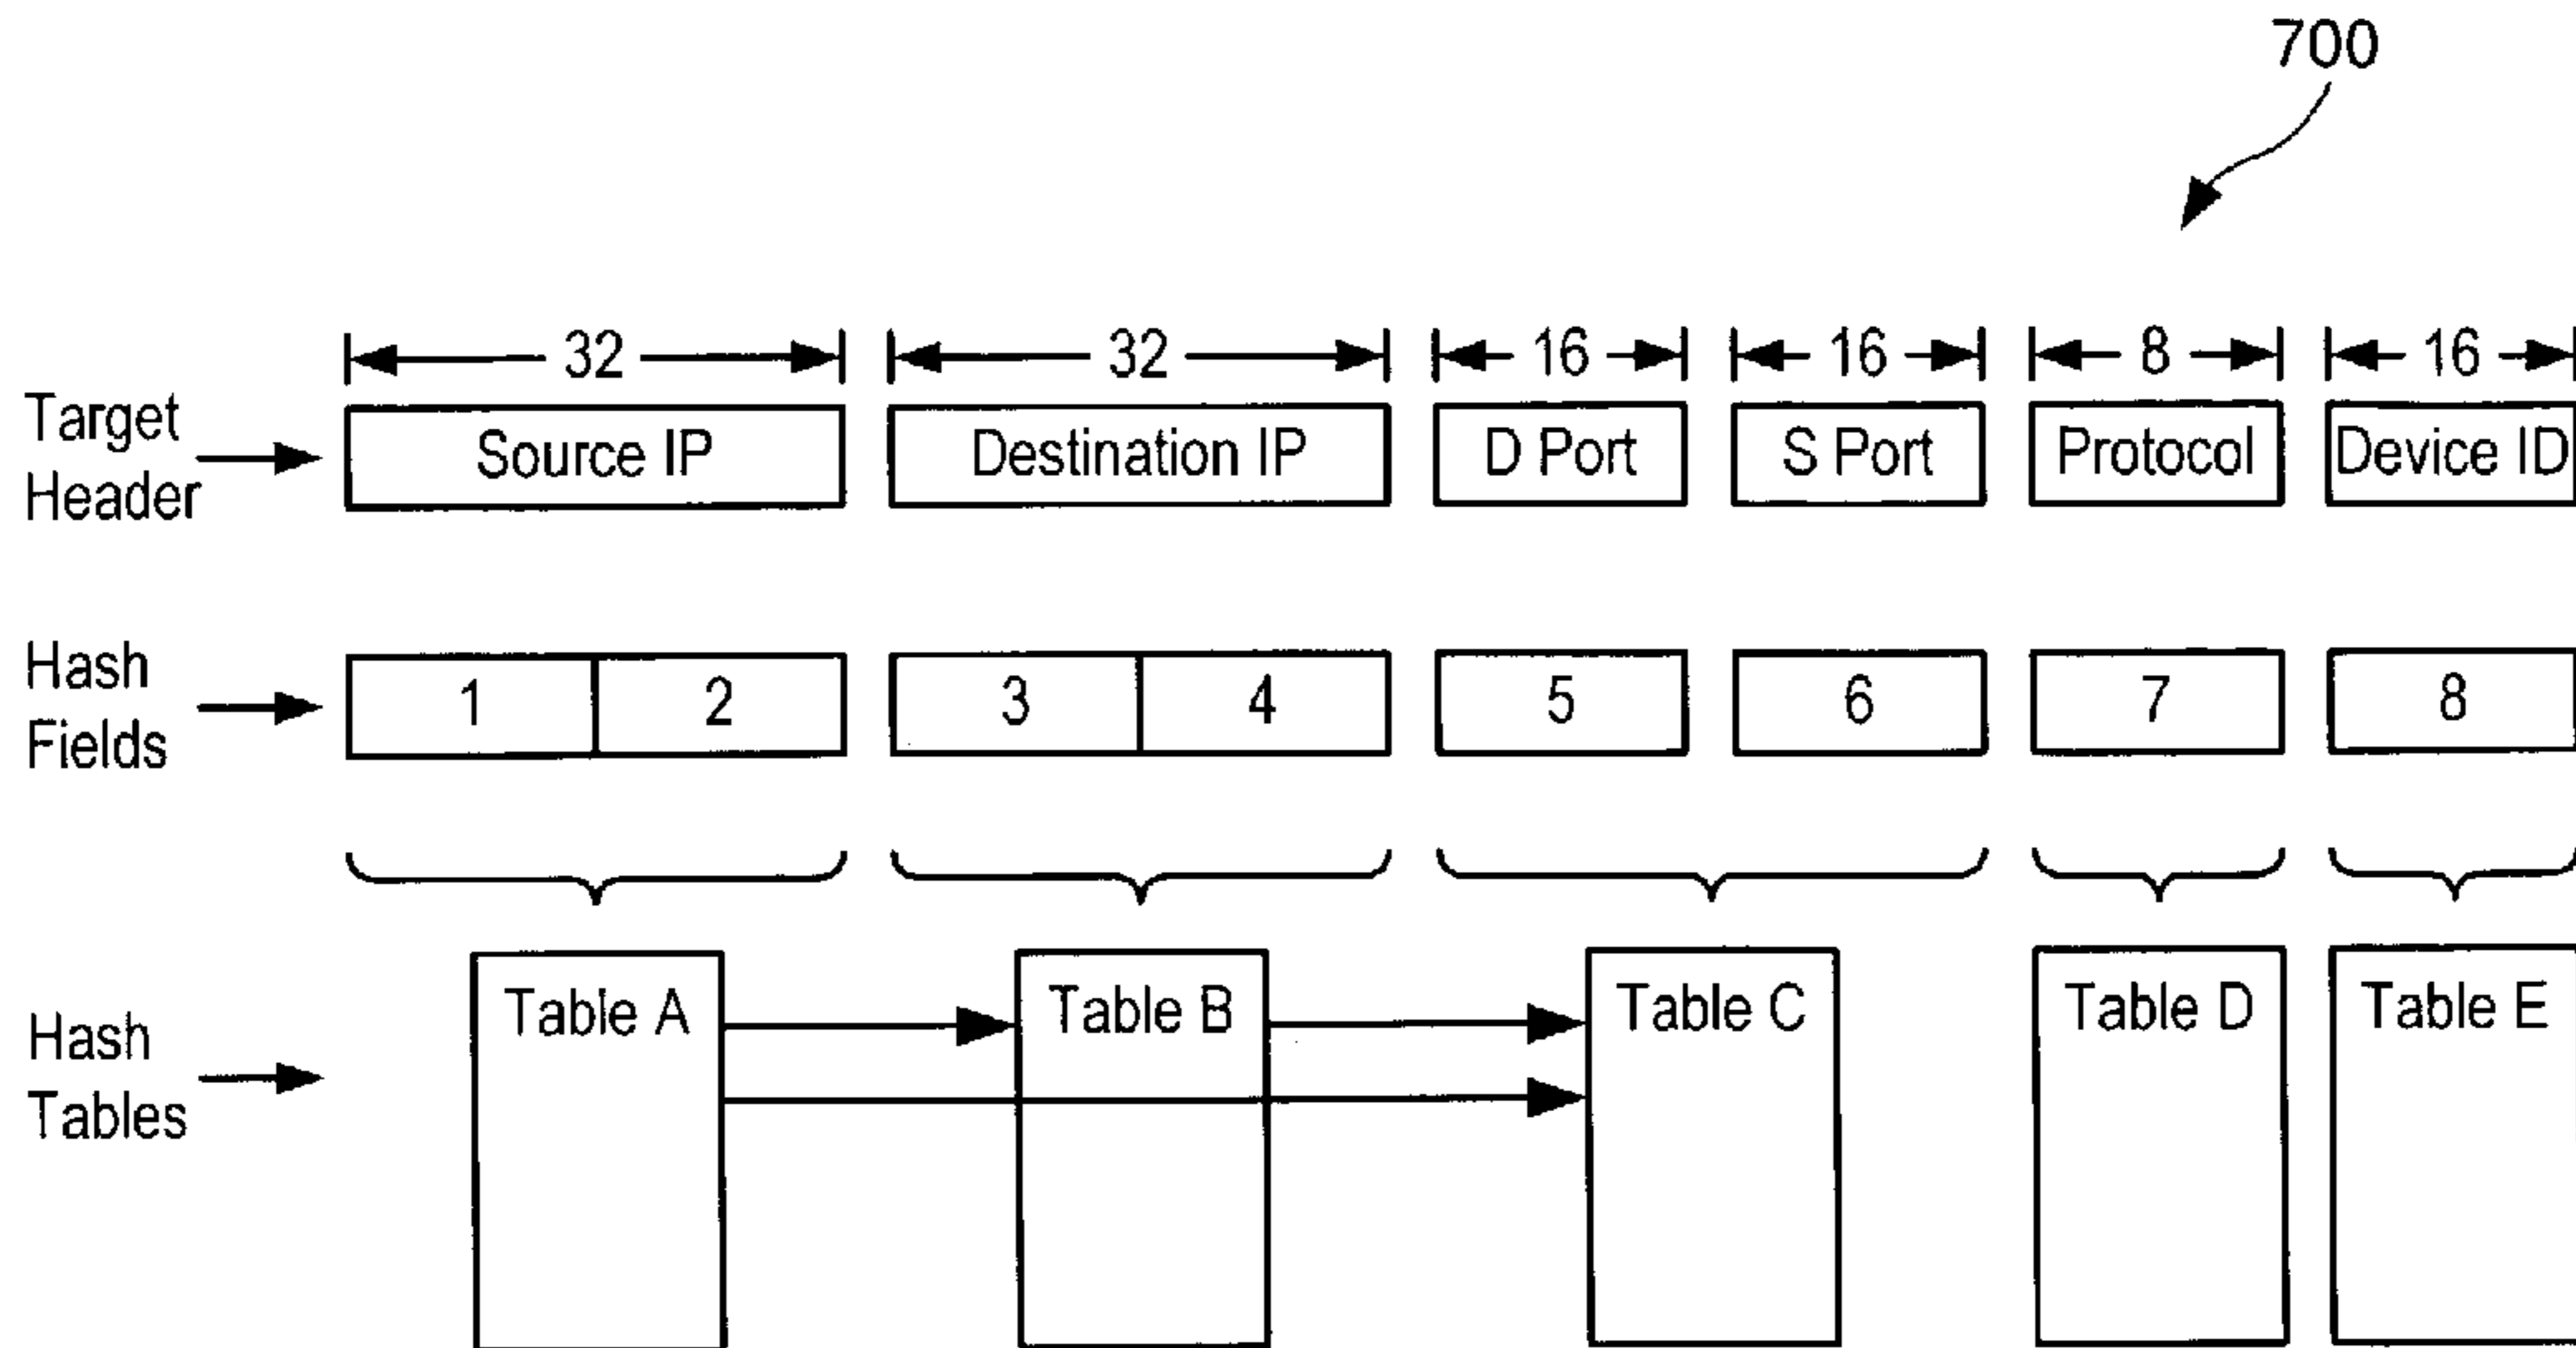 700
32 32 16 16 8 16
Target
Header
Source IP Destination IP D Port S Port Protocol Device ID
Hash
Fields
1 2 3 4 5 6 7 8
Hash
Tables
Table A Table B Table C Table D Table E